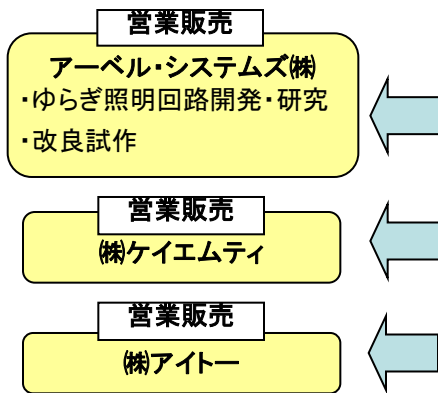 営業販売
アーベル・システムズ㈱
・ゆらぎ照明回路開発・研究
・改良試作
営業販売
㈱ケイエムティ
営業販売
㈱アイトー